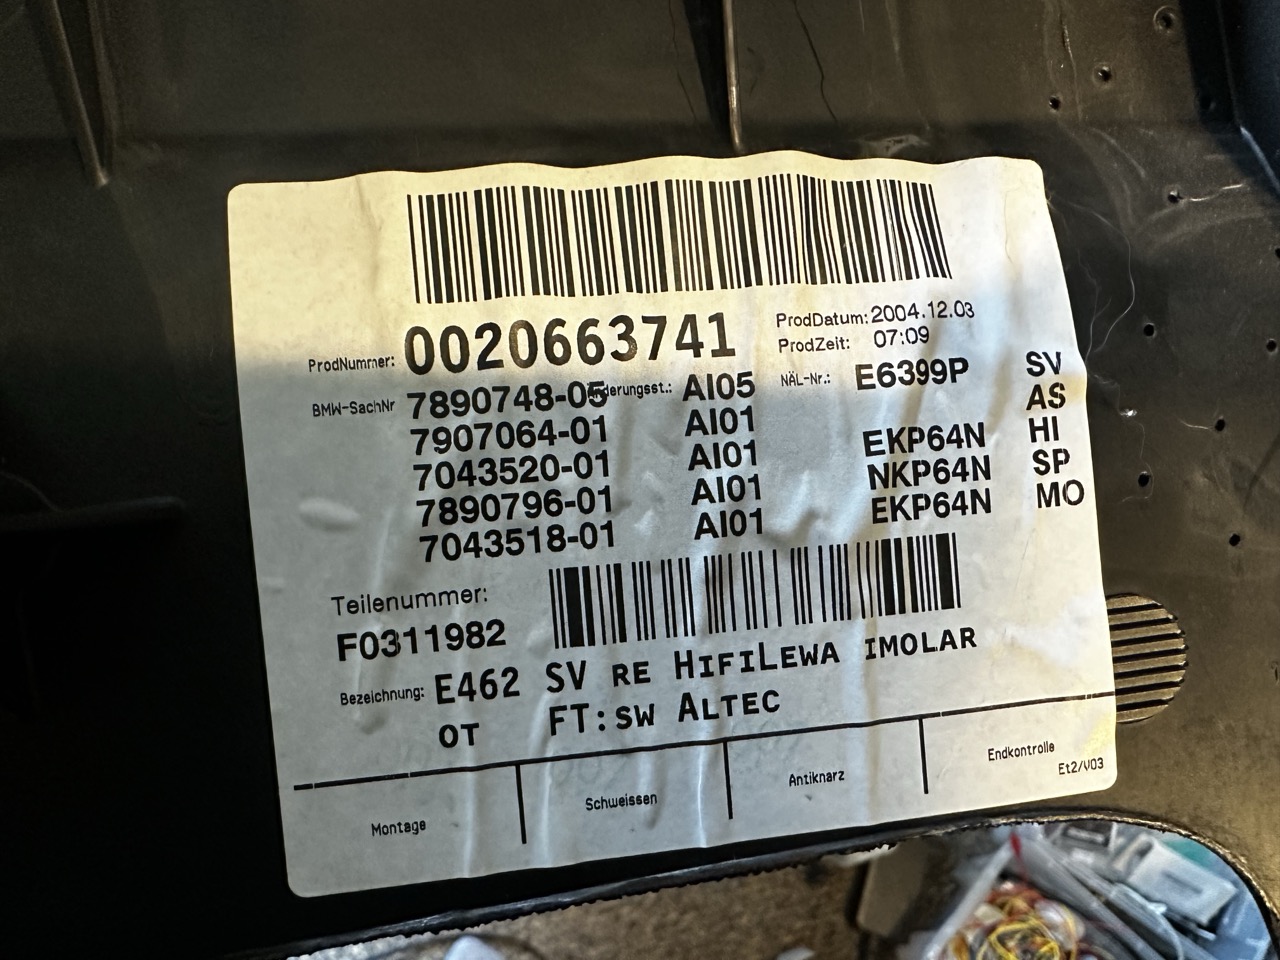 ProdNummer: 0020663741 ProdDatum: 2004.12.03
ProdZeit: 07:09
BMW-SachNr 7890748-05 Änderungsst.: AI05 NÄL-Nr.: E6399P SV
7907064-01 AI01 AS
7043520-01 AI01 EKP64N HI
7890796-01 AI01 NKP64N SP
7043518-01 AI01 EKP64N MO
Teilenummer:
F0311982
Bezeichnung: E462 SV RE HIFILEWA IMOLAR
OT FT:SW ALTEC
Montage Schweissen Antiknarz Endkontrolle
Et2/V03